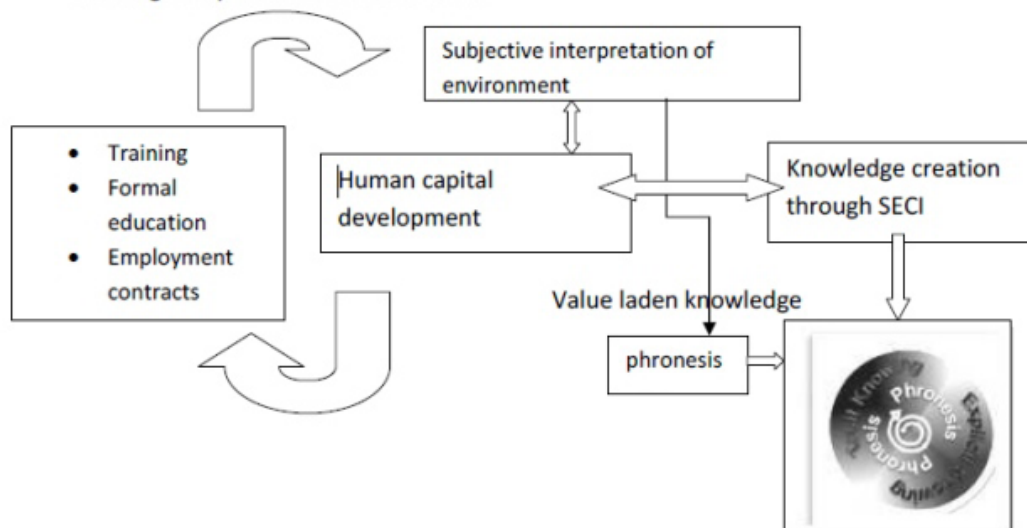 Subjective interpretation of
environment
• Training
• Formal
education
• Employment
contracts
Human capital
development
Knowledge creation
through SECI
Value laden knowledge
phronesis
Phronesis
Phronesis
Phronesis